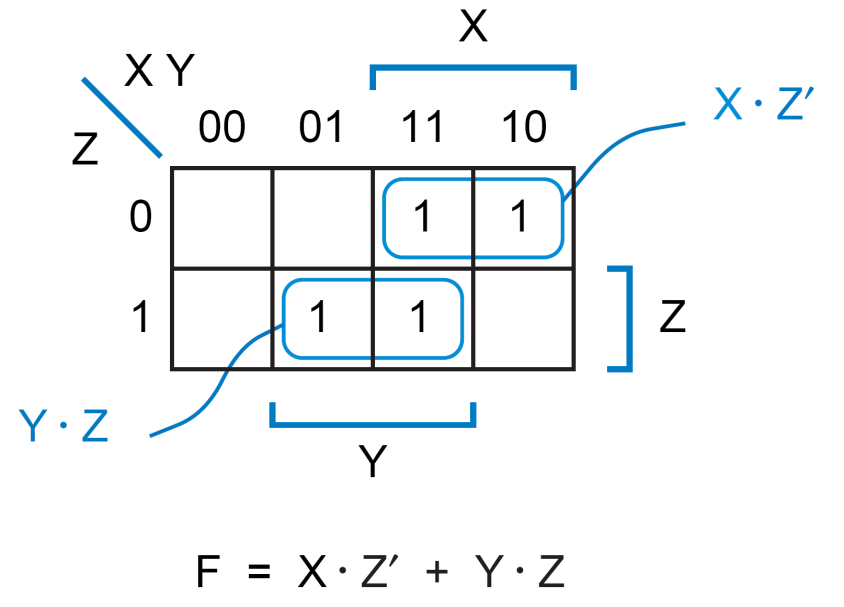 X
X Y
X · Z′
Z
00 01 11 10
0 1 1
1 1 1
Z
Y · Z
Y
F = X · Z′ + Y · Z